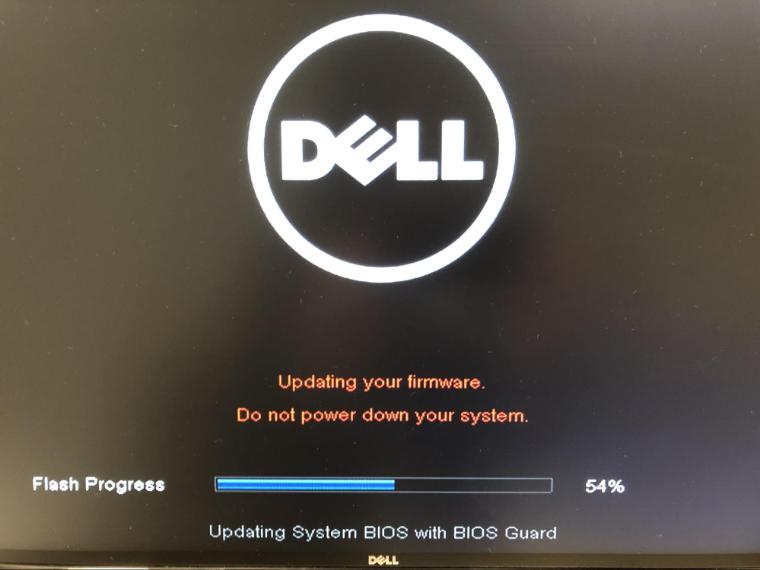 DELL
Updating your firmware.
Do not power down your system.
Flash Progress 54%
Updating System BIOS with BIOS Guard
DELL